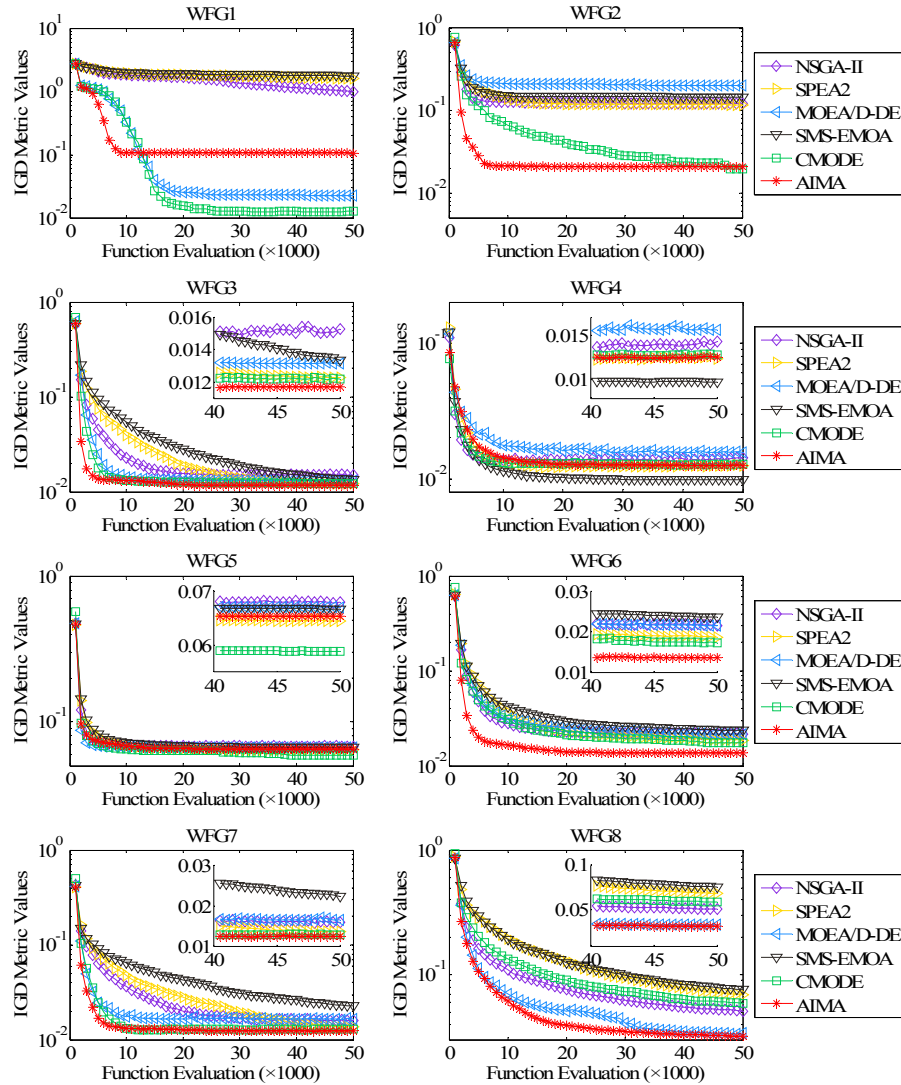 WFG1
IGD Metric Values
10^1
10^0
10^-1
10^-2
0 10 20 30 40 50
Function Evaluation (×1000)
WFG2
IGD Metric Values
10^0
10^-1
10^-2
0 10 20 30 40 50
Function Evaluation (×1000)
NSGA-II
SPEA2
MOEA/D-DE
SMS-EMOA
CMODE
AIMA
WFG3
IGD Metric Values
10^0
10^-1
10^-2
0 10 20 30 40 50
Function Evaluation (×1000)
0.016
0.014
0.012
40 45 50
WFG4
IGD Metric Values
10^-1
10^-2
0 10 20 30 40 50
Function Evaluation (×1000)
0.015
0.01
40 45 50
NSGA-II
SPEA2
MOEA/D-DE
SMS-EMOA
CMODE
AIMA
WFG5
IGD Metric Values
10^0
10^-1
0 10 20 30 40 50
Function Evaluation (×1000)
0.07
0.06
40 45 50
WFG6
IGD Metric Values
10^0
10^-1
10^-2
0 10 20 30 40 50
Function Evaluation (×1000)
0.03
0.02
0.01
40 45 50
NSGA-II
SPEA2
MOEA/D-DE
SMS-EMOA
CMODE
AIMA
WFG7
IGD Metric Values
10^0
10^-1
10^-2
0 10 20 30 40 50
Function Evaluation (×1000)
0.03
0.02
0.01
40 45 50
WFG8
IGD Metric Values
10^0
10^-1
0 10 20 30 40 50
Function Evaluation (×1000)
0.1
0.05
0
40 45 50
NSGA-II
SPEA2
MOEA/D-DE
SMS-EMOA
CMODE
AIMA